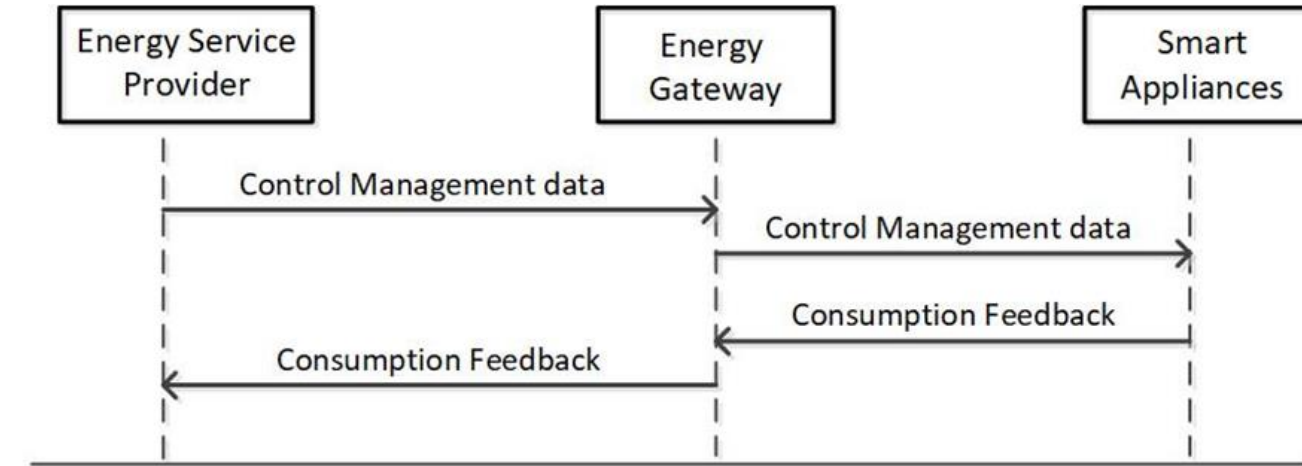 Energy Service
Provider
Energy
Gateway
Smart
Appliances
Control Management data
Control Management data
Consumption Feedback
Consumption Feedback